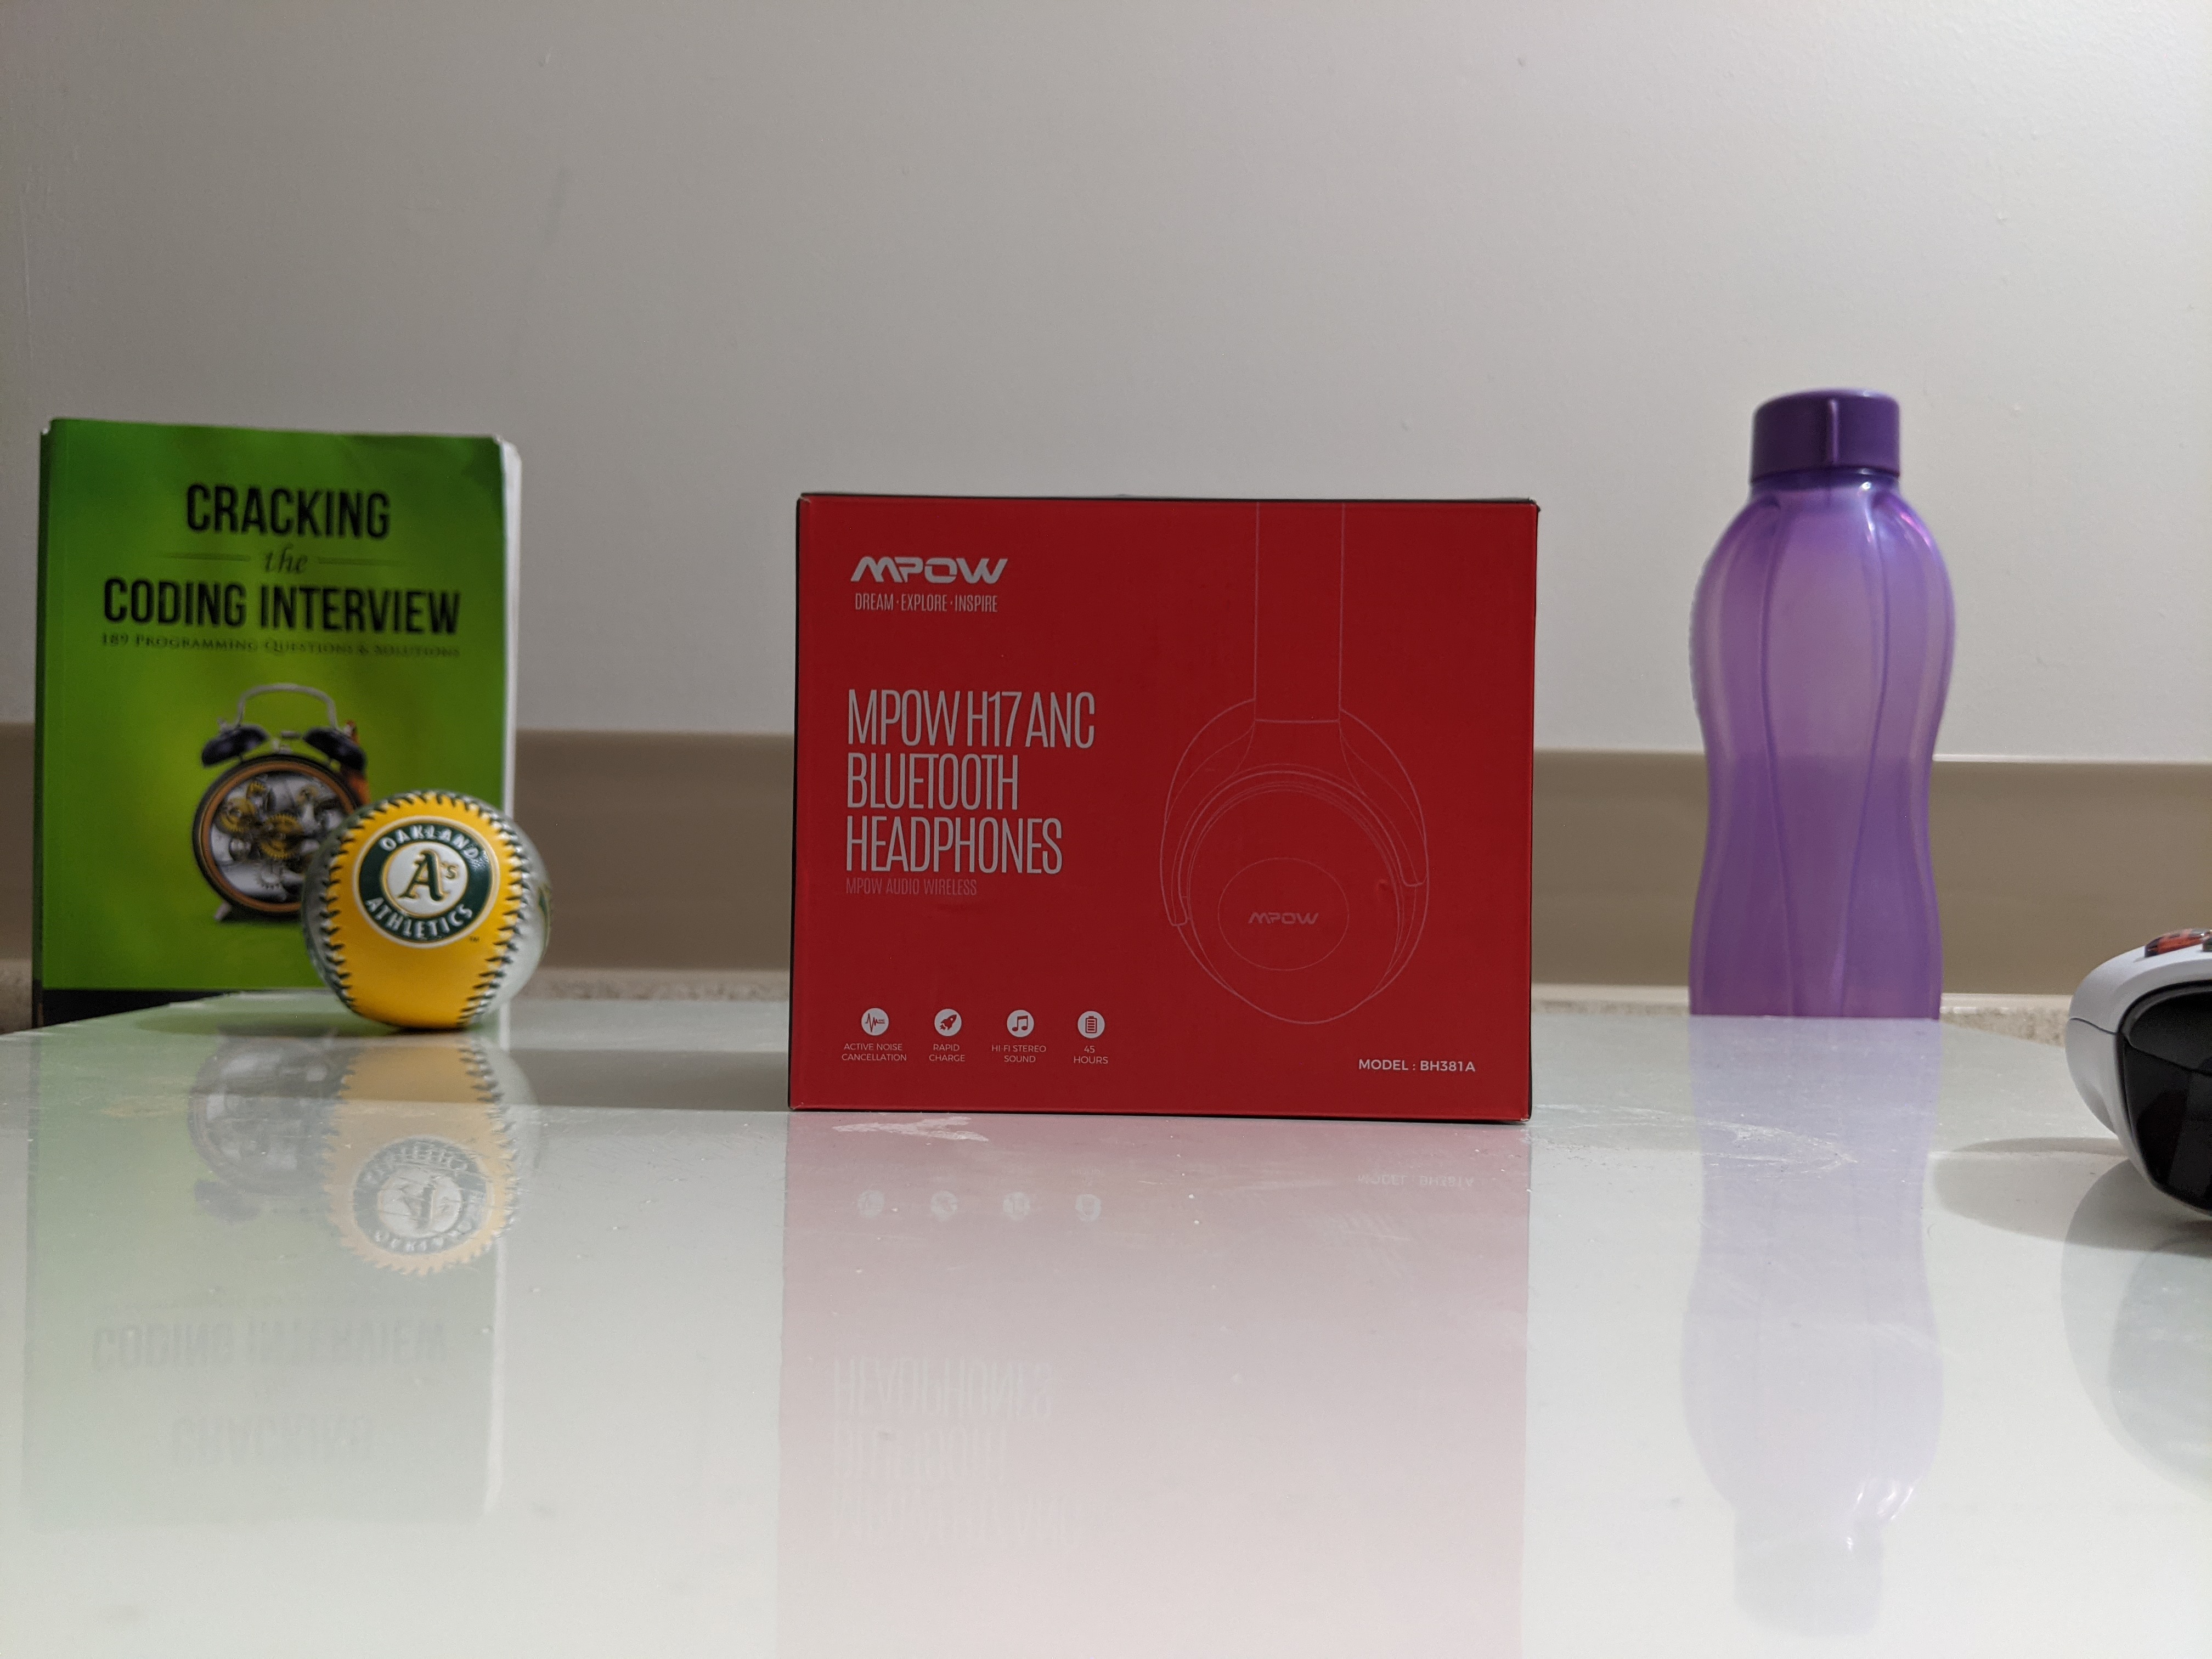 CRACKING
the
CODING INTERVIEW
189 PROGRAMMING QUESTIONS & SOLUTIONS
OAKLAND
A's
ATHLETICS
TM
MPOW
DREAM·EXPLORE·INSPIRE
MPOW H17 ANC
BLUETOOTH
HEADPHONES
MPOW AUDIO WIRELESS
MPOW
ACTIVE NOISE
CANCELLATION
RAPID
CHARGE
HI-FI STEREO
SOUND
45
HOURS
MODEL : BH381A